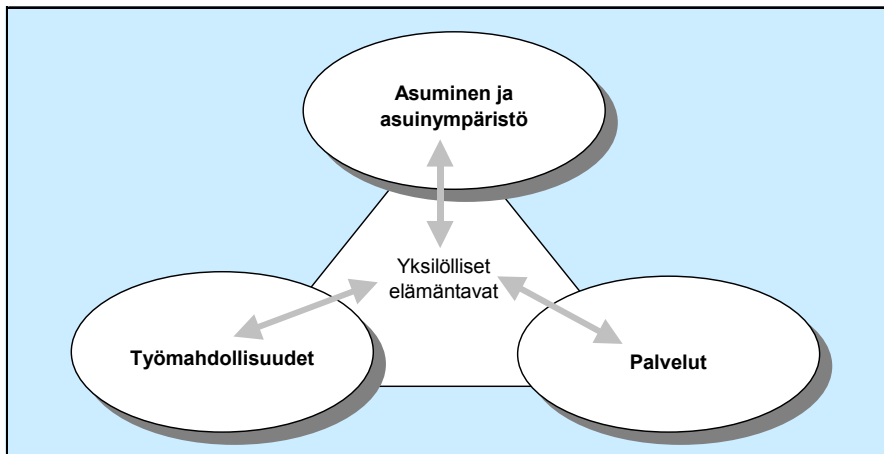 Asuminen ja
asuinympäristö
Yksilölliset
elämäntavat
Työmahdollisuudet
Palvelut